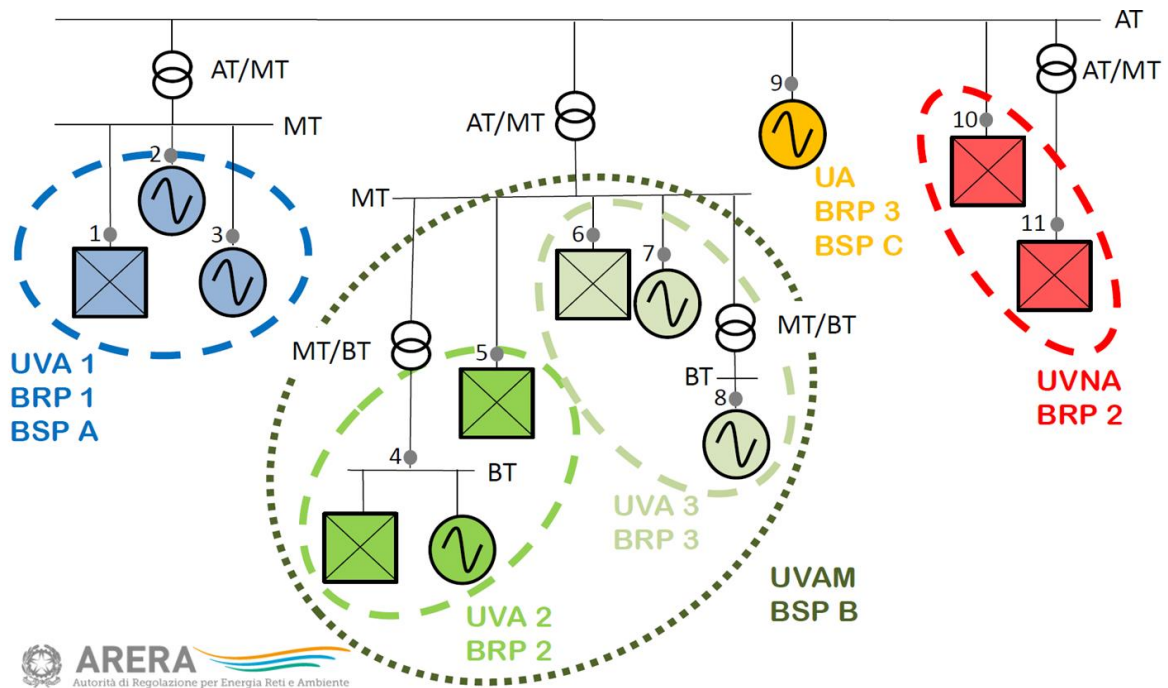 AT
AT/MT
AT/MT
AT/MT
9
MT
10
2
MT
UA
BRP 3
BSP C
1
3
6
7
11
MT/BT
MT/BT
UVA 1
BRP 1
BSP A
5
BT
8
UVNA
BRP 2
4
BT
UVA 3
BRP 3
UVAM
BSP B
UVA 2
BRP 2
ARERA
Autorità di Regolazione per Energia Reti e Ambiente